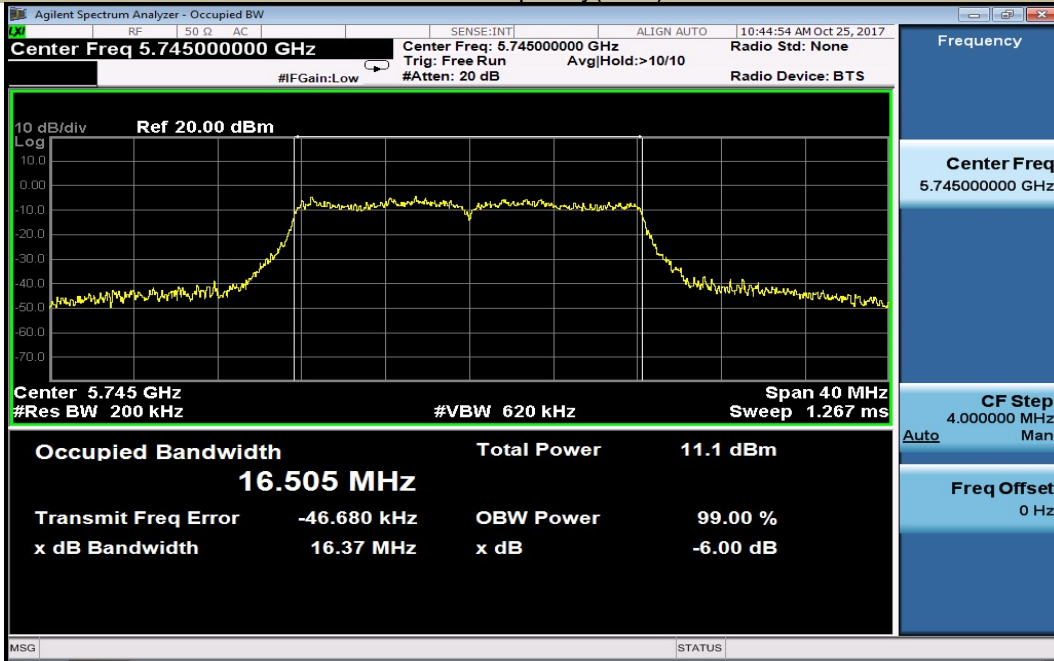 Agilent Spectrum Analyzer - Occupied BW
LXI RF 50 Ω AC SENSE:INT ALIGN AUTO 10:44:54 AM Oct 25, 2017
Center Freq 5.745000000 GHz
Center Freq: 5.745000000 GHz
Radio Std: None
Trig: Free Run Avg|Hold:>10/10
#IFGain:Low #Atten: 20 dB Radio Device: BTS
Frequency
10 dB/div Ref 20.00 dBm
Log
10.0
0.00
-10.0
-20.0
-30.0
-40.0
-50.0
-60.0
-70.0
Center 5.745 GHz Span 40 MHz
#Res BW 200 kHz #VBW 620 kHz Sweep 1.267 ms
Center Freq
5.745000000 GHz
CF Step
4.000000 MHz
Auto Man
Freq Offset
0 Hz
Occupied Bandwidth Total Power 11.1 dBm
16.505 MHz
Transmit Freq Error -46.680 kHz OBW Power 99.00 %
x dB Bandwidth 16.37 MHz x dB -6.00 dB
MSG STATUS